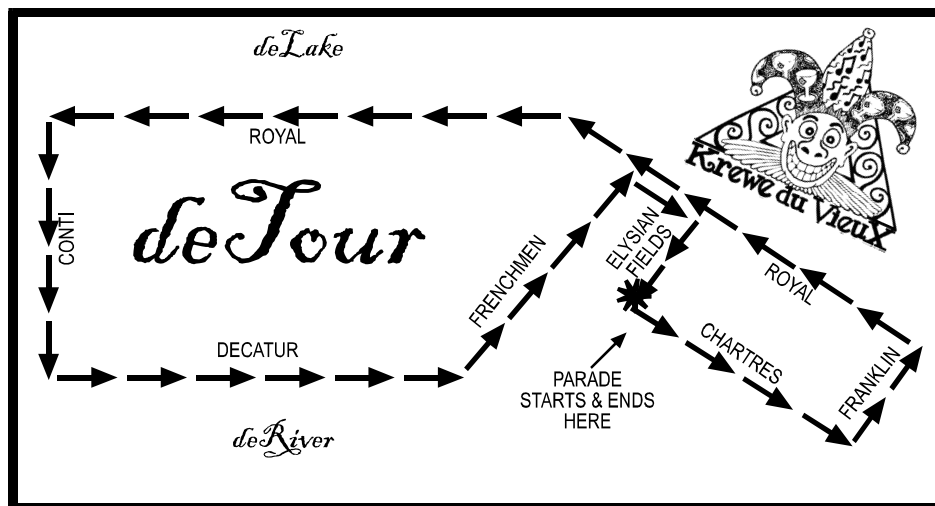 deLake
ROYAL
Krewe du Vieux
deTour
CONTI
FRENCHMEN
ELYSIAN
FIELDS
ROYAL
DECATUR
CHARTRES
FRANKLIN
PARADE
STARTS & ENDS
HERE
deRiver